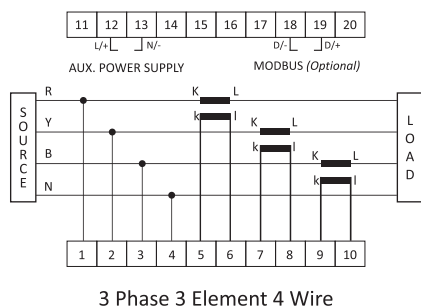 11 12 13 14 15 16 17 18 19 20
L/+ N/- D/- D/+
AUX. POWER SUPPLY MODBUS (Optional)
R K L
k l
Y K L
k l
B K L
k l
N
SOURCE
LOAD
1 2 3 4 5 6 7 8 9 10
3 Phase 3 Element 4 Wire